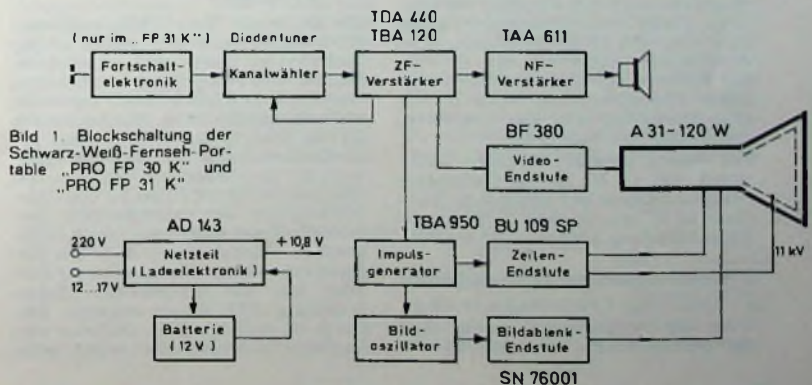 TDA 440
TBA 120
TAA 611
(nur im „FP 31 K")
Diodentuner
Fortschalt-
elektronik
Kanalwähler
ZF-
Verstärker
NF-
Verstärker
Bild 1. Blockschaltung der
Schwarz-Weiß-Fernseh-Por-
table „PRO FP 30 K" und
„PRO FP 31 K"
BF 380
Video-
Endstufe
A 31-120 W
AD 143
220 V
12...17 V
Netzteil
(Ladeelektronik)
+10,8 V
Batterie
(12 V)
TBA 950
Impuls-
generator
BU 109 SP
Zeilen-
Endstufe
11 kV
Bild-
oszillator
Bildablenk-
Endstufe
SN 76001